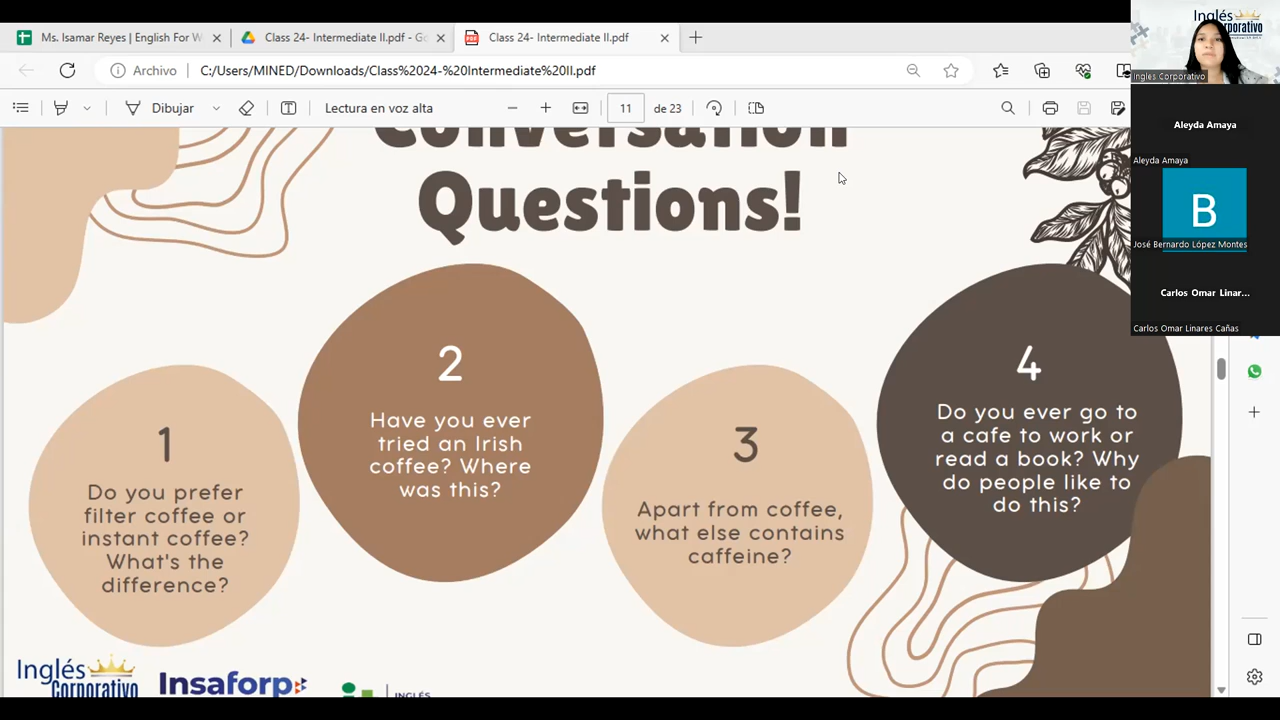 Ms. Isamar Reyes | English For W
Class 24- Intermediate II.pdf - Go
Class 24- Intermediate II.pdf
Archivo
C:/Users/MINED/Downloads/Class%2024-%20Intermediate%20II.pdf
Dibujar
Lectura en voz alta
11
de 23
Conversation
Questions!
1
Do you prefer
filter coffee or
instant coffee?
What's the
difference?
2
Have you ever
tried an Irish
coffee? Where
was this?
3
Apart from coffee,
what else contains
caffeine?
4
Do you ever go to
a cafe to work or
read a book? Why
do people like to
do this?
Inglés
Corporativo
Insaforp
INGLÉS
Inglés
Corporativo
Ingles Corporativo
Aleyda Amaya
Aleyda Amaya
B
José Bernardo López Montes
Carlos Omar Linar...
Carlos Omar Linares Cañas